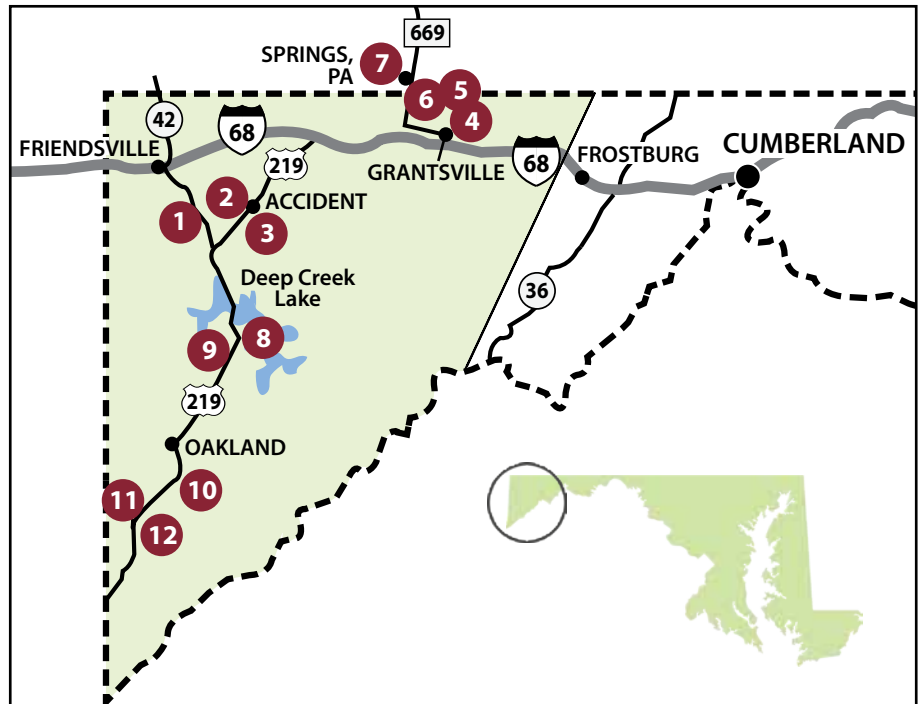 669
SPRINGS,
PA
7
5
6
4
42
68
FRIENDSVILLE
219
GRANTSVILLE
68
FROSTBURG
CUMBERLAND
2
ACCIDENT
1
3
Deep Creek
Lake
36
8
9
219
OAKLAND
10
11
12